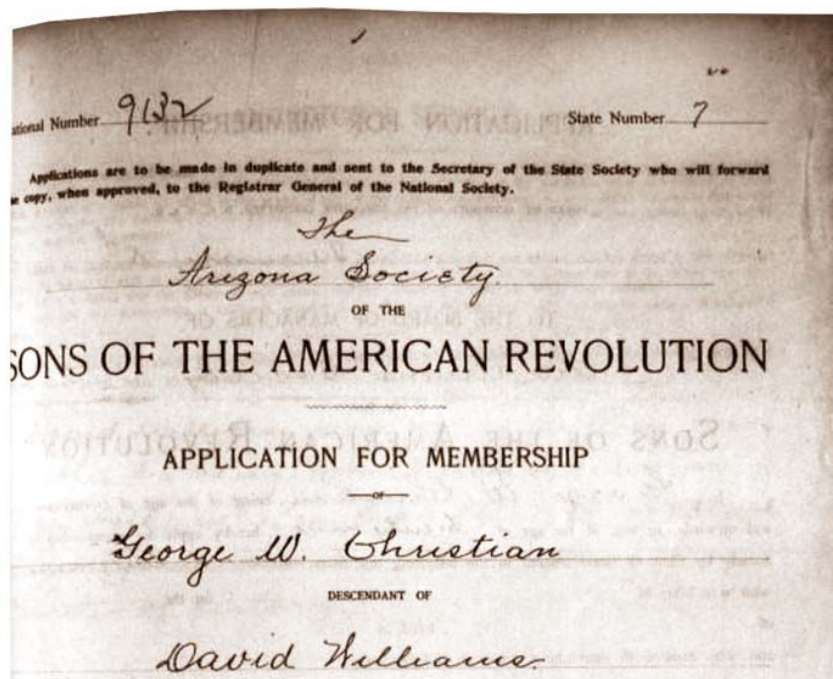 ational Number 9132 State Number 7
Applications are to be made in duplicate and sent to the Secretary of the State Society who will forward
e copy, when approved, to the Registrar General of the National Society.
The
Arizona Society
OF THE
SONS OF THE AMERICAN REVOLUTION
APPLICATION FOR MEMBERSHIP
OF
George W. Christian
DESCENDANT OF
David Williams.